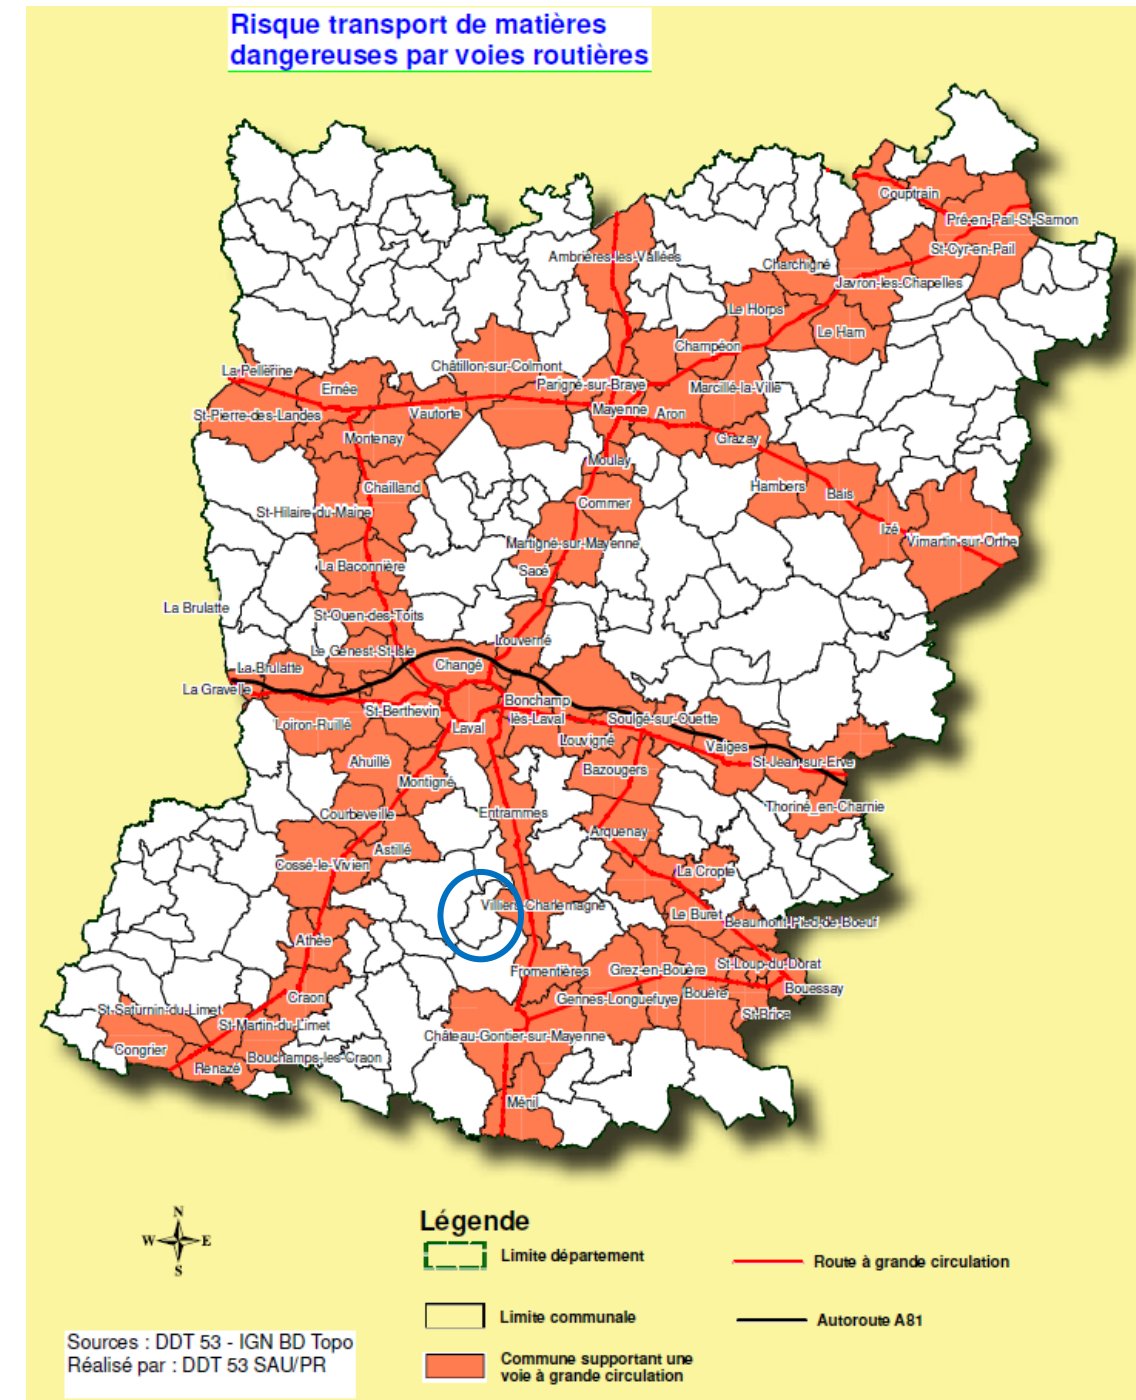 Risque transport de matières
dangereuses par voies routières
Couptrain
Pré-en-Pail-St-Samon
St-Cyr-en-Pail
Ambrières-les-Vallées
Charchigné
Javron-les-Chapelles
Le Horps
Le Ham
Champéon
La Pellerine
Châtillon-sur-Colmont
Ernée
Parigné-sur-Braye
Marcillé-la-Ville
St-Pierre-des-Landes
Vautorte
Mayenne
Aron
Montenay
Grazay
Moulay
Chailland
Hambers
Bais
Commer
St-Hilaire-du-Maine
Izé
Vimartin-sur-Orthe
Martigné-sur-Mayenne
La Baconnière
Sacé
La Brulatte
St-Ouen-des-Toits
Louverné
Le Genest-St-Isle
Changé
La Brulatte
La Gravelle
Bonchamp
lès-Laval
St-Berthevin
Soulgé-sur-Ouette
Loiron-Ruillé
Laval
Louvigné
Vaiges
Ahuillé
Bazougers
St-Jean-sur-Erve
Montigné
Thoriné_en-Charnie
Courbeveille
Entrammes
Arquenay
Astillé
Cossé-le-Vivien
La Cropte
Villiers-Charlemagne
Le Buret
Beaumont-Pied-de-Boeuf
Athée
Fromentières
Grez-en-Bouère
St-Loup-du-Dorat
Bouessay
Craon
Gennes-Longuefuye
Bouère
St-Brice
St-Saturnin-du-Limet
St-Martin-du-Limet
Château-Gontier-sur-Mayenne
Congrier
Bouchamps-les-Craon
Renazé
Ménil
N
W
E
S
Légende
Limite département
Route à grande circulation
Limite communale
Autoroute A81
Commune supportant une
voie à grande circulation
Sources : DDT 53 - IGN BD Topo
Réalisé par : DDT 53 SAU/PR